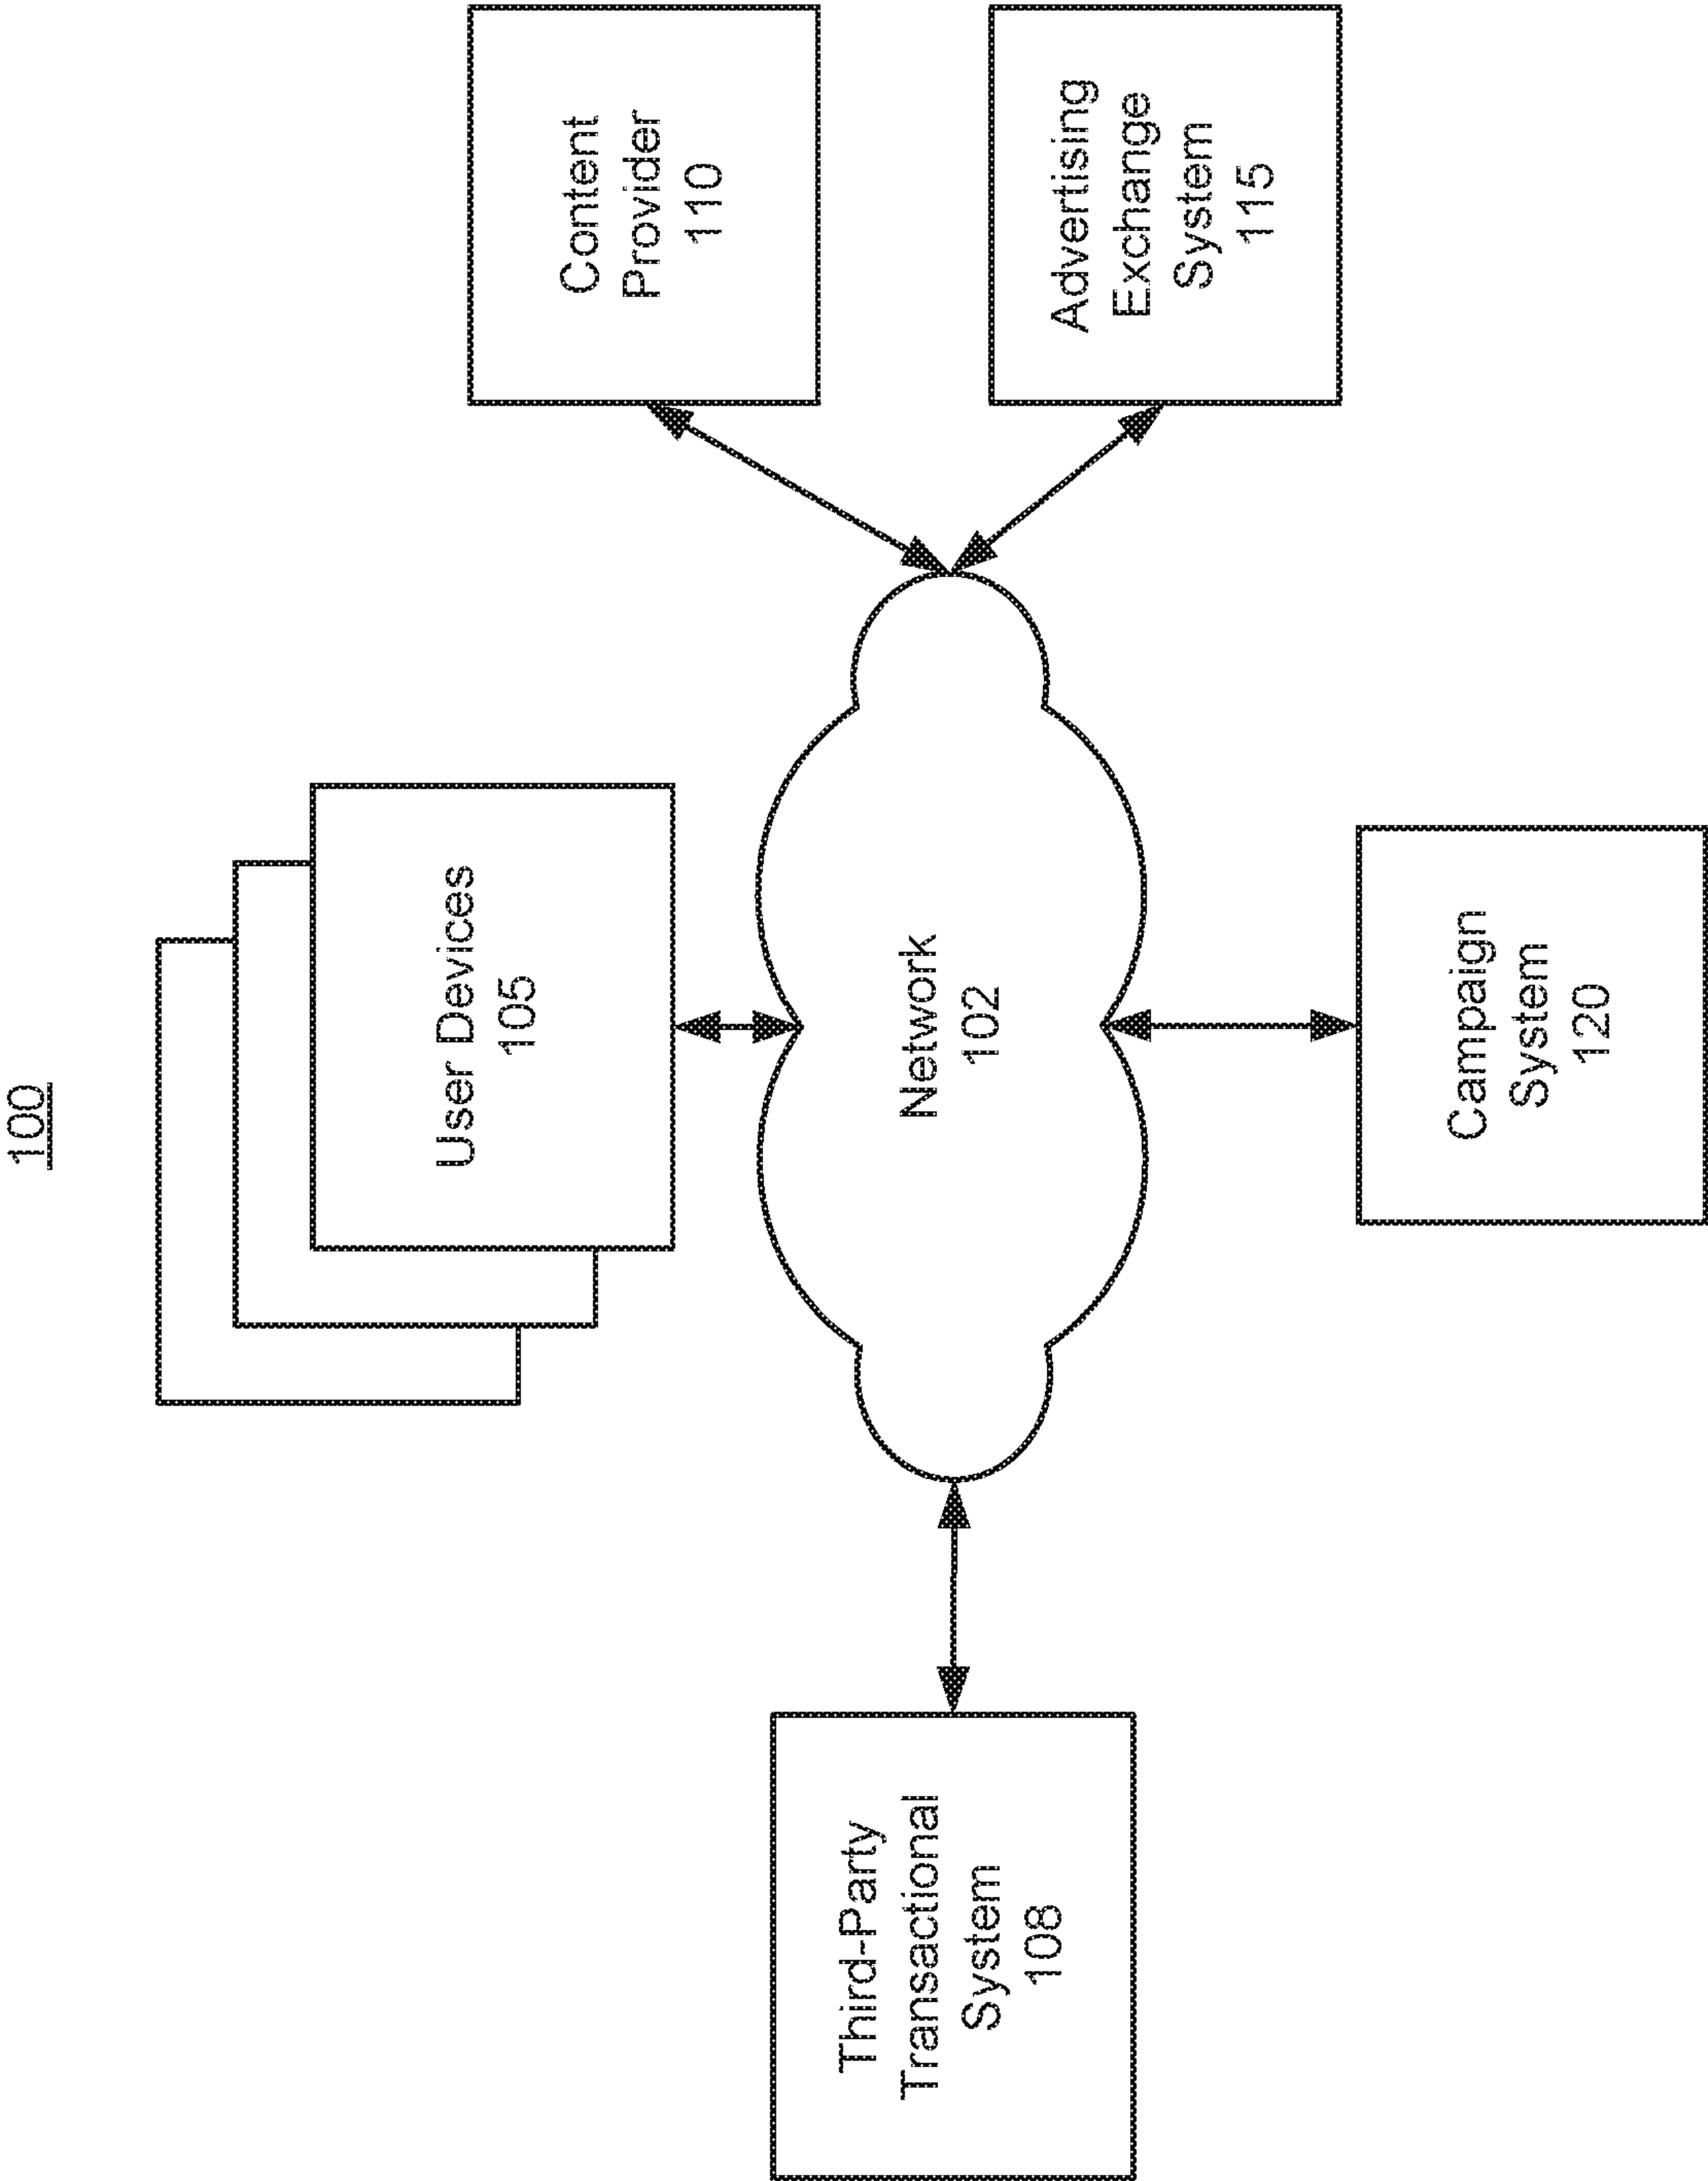 100
User Devices
105
Content
Provider
110
Third-Party
Transactional
System
108
Network
102
Advertising
Exchange
System
115
Campaign
System
120